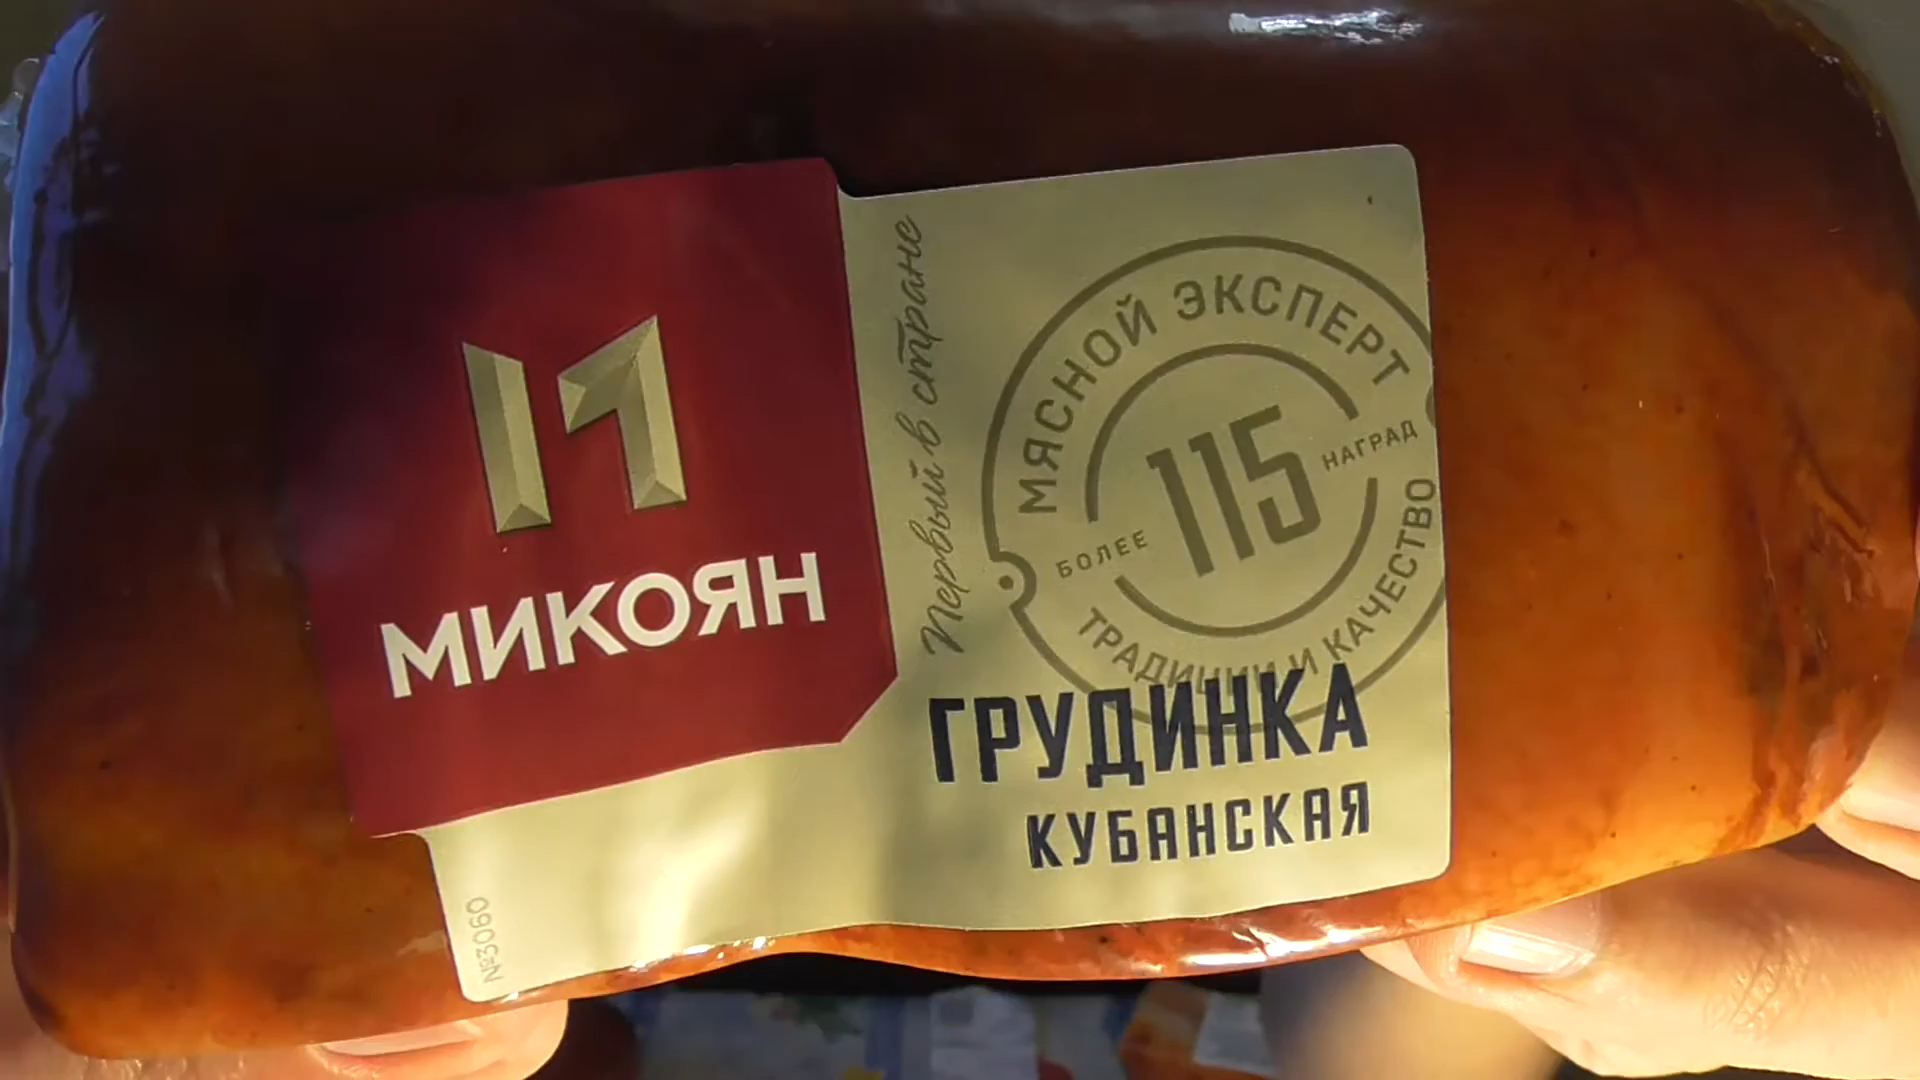 МИКОЯН
Первый в стране
МЯСНОЙ ЭКСПЕРТ
БОЛЕЕ
115
НАГРАД
ТРАДИЦИИ И КАЧЕСТВО
ГРУДИНКА
КУБАНСКАЯ
№3060